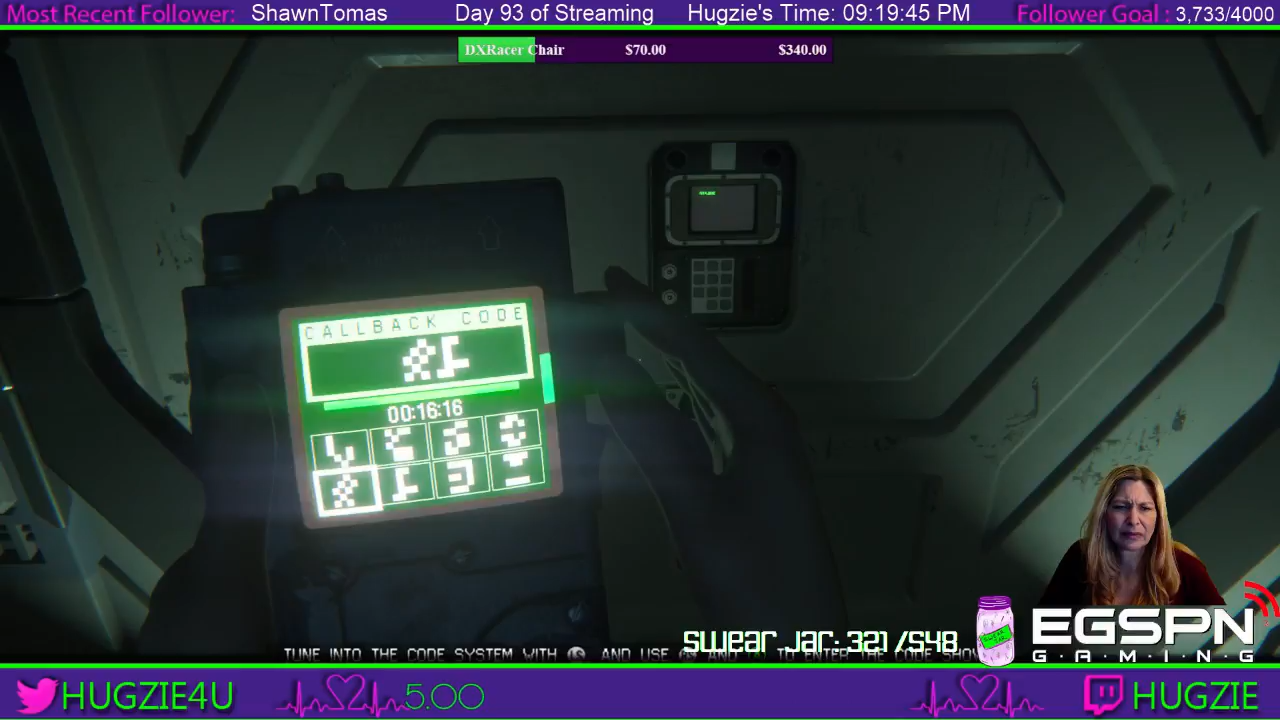 Most Recent Follower: ShawnTomas Day 93 of Streaming Hugzie's Time: 09:19:45 PM Follower Goal : 3,733/4000
DXRacer Chair $70.00 $340.00
CALLBACK CODE
00:16:16
Swear Jar: 321 /548
EGSPN
G·A·M·I·N·G
TUNE INTO THE CODE SYSTEM WITH AND USE AND TO ENTER THE CODE
HUGZIE4U 5.00 HUGZIE